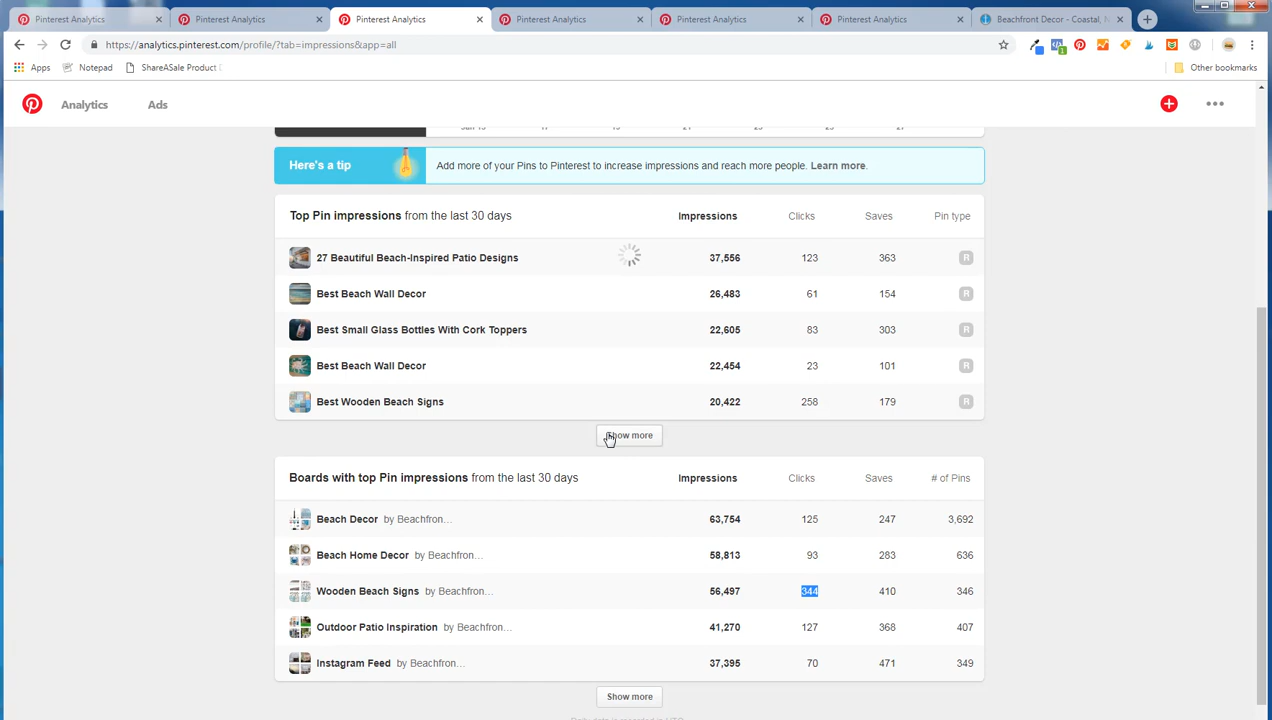 Pinterest Analytics
Pinterest Analytics
Pinterest Analytics
Pinterest Analytics
Pinterest Analytics
Pinterest Analytics
Beachfront Decor - Coastal, N
https://analytics.pinterest.com/profile/?tab=impressions&app=all
1
Apps
Notepad
ShareASale Product
Other bookmarks
Analytics
Ads
Here's a tip
Add more of your Pins to Pinterest to increase impressions and reach more people. Learn more.
Top Pin impressions from the last 30 days Impressions Clicks Saves Pin type
27 Beautiful Beach-Inspired Patio Designs 37,556 123 363 R
Best Beach Wall Decor 26,483 61 154 R
Best Small Glass Bottles With Cork Toppers 22,605 83 303 R
Best Beach Wall Decor 22,454 23 101 R
Best Wooden Beach Signs 20,422 258 179 R
Show more
Boards with top Pin impressions from the last 30 days Impressions Clicks Saves # of Pins
Beach Decor by Beachfron... 63,754 125 247 3,692
Beach Home Decor by Beachfron... 58,813 93 283 636
Wooden Beach Signs by Beachfron... 56,497 344 410 346
Outdoor Patio Inspiration by Beachfron... 41,270 127 368 407
Instagram Feed by Beachfron... 37,395 70 471 349
Show more